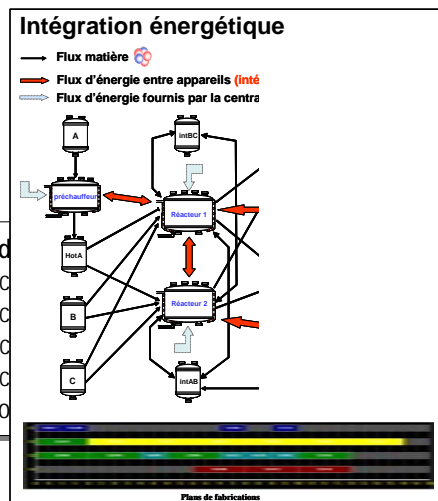 Intégration énergétique
Flux matière
Flux d'énergie entre appareils (inté
Flux d'énergie fournis par la centra
A
intBC
préchauffeur
Réacteur 1
HotA
B
Réacteur 2
C
intAB
d
C
C
C
C
Plans de fabrications